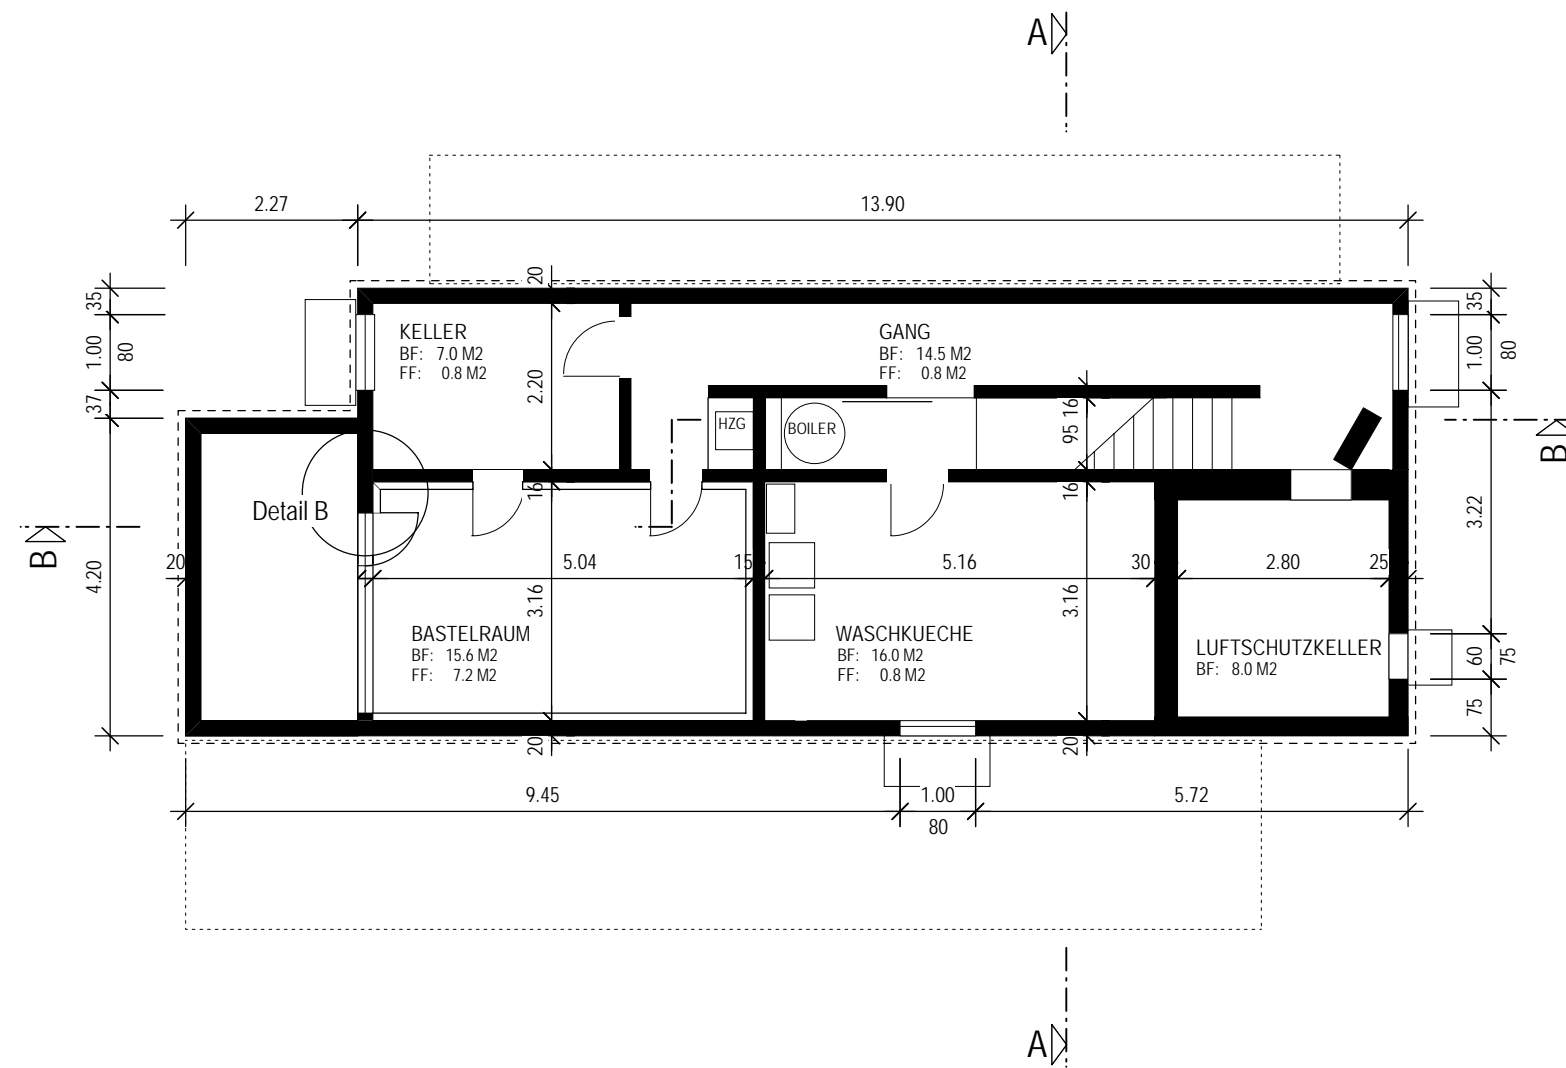 A
2.27
13.90
20
35
1.00
80
37
KELLER
BF: 7.0 M2
FF: 0.8 M2
2.20
GANG
BF: 14.5 M2
FF: 0.8 M2
35
1.00
80
HZG
BOILER
16
95
B
Detail B
16
16
3.22
B
4.20
20
5.04
15
5.16
30
2.80
25
3.16
3.16
BASTELRAUM
BF: 15.6 M2
FF: 7.2 M2
WASCHKUECHE
BF: 16.0 M2
FF: 0.8 M2
LUFTSCHUTZKELLER
BF: 8.0 M2
60
75
75
20
20
9.45
1.00
80
5.72
A